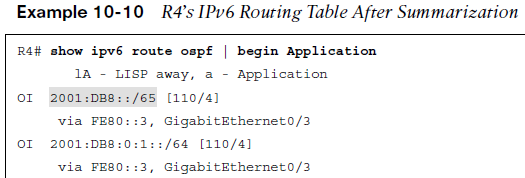 Example 10-10 R4's IPv6 Routing Table After Summarization
R4# show ipv6 route ospf | begin Application
lA - LISP away, a - Application
OI 2001:DB8::/65 [110/4]
via FE80::3, GigabitEthernet0/3
OI 2001:DB8:0:1::/64 [110/4]
via FE80::3, GigabitEthernet0/3